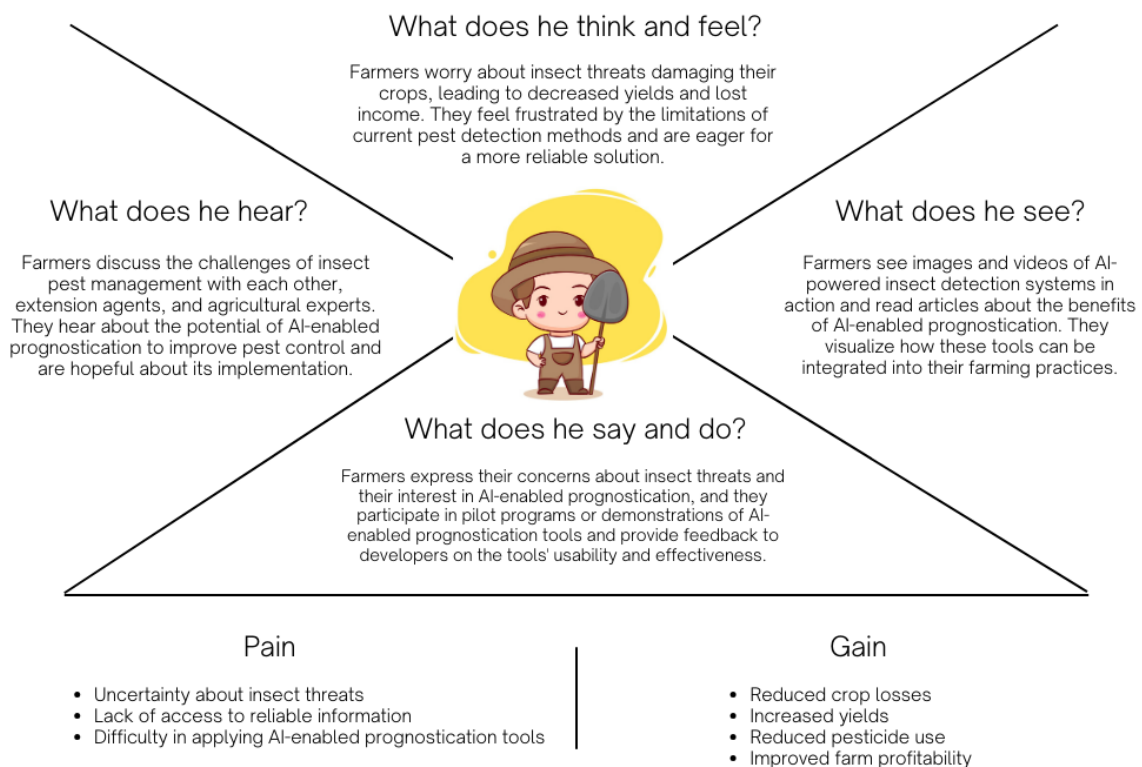 What does he think and feel?
Farmers worry about insect threats damaging their
crops, leading to decreased yields and lost
income. They feel frustrated by the limitations of
current pest detection methods and are eager for
a more reliable solution.
What does he hear?
Farmers discuss the challenges of insect
pest management with each other,
extension agents, and agricultural experts.
They hear about the potential of AI-enabled
prognostication to improve pest control and
are hopeful about its implementation.
What does he see?
Farmers see images and videos of AI-
powered insect detection systems in
action and read articles about the benefits
of AI-enabled prognostication. They
visualize how these tools can be
integrated into their farming practices.
What does he say and do?
Farmers express their concerns about insect threats and
their interest in AI-enabled prognostication, and they
participate in pilot programs or demonstrations of AI-
enabled prognostication tools and provide feedback to
developers on the tools' usability and effectiveness.
Pain
• Uncertainty about insect threats
• Lack of access to reliable information
• Difficulty in applying AI-enabled prognostication tools
Gain
• Reduced crop losses
• Increased yields
• Reduced pesticide use
• Improved farm profitability